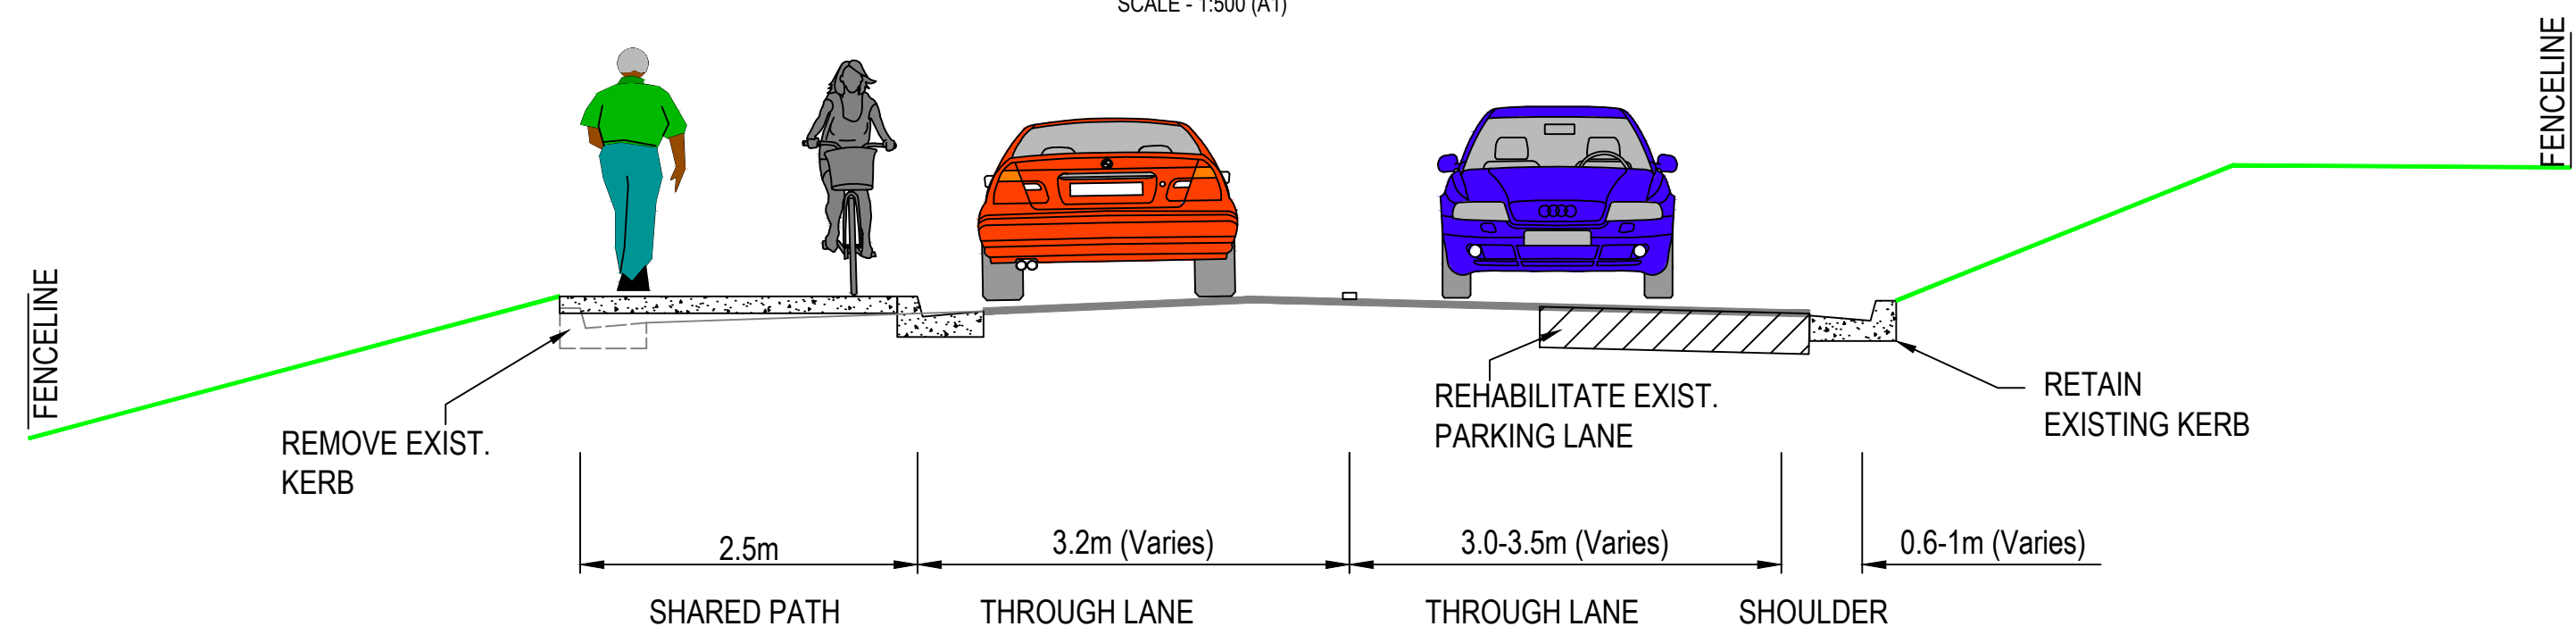 SCALE - 1:500 (A1)
FENCELINE
FENCELINE
REMOVE EXIST.
KERB
REHABILITATE EXIST.
PARKING LANE
RETAIN
EXISTING KERB
2.5m
3.2m (Varies)
3.0-3.5m (Varies)
0.6-1m (Varies)
SHARED PATH
THROUGH LANE
THROUGH LANE
SHOULDER